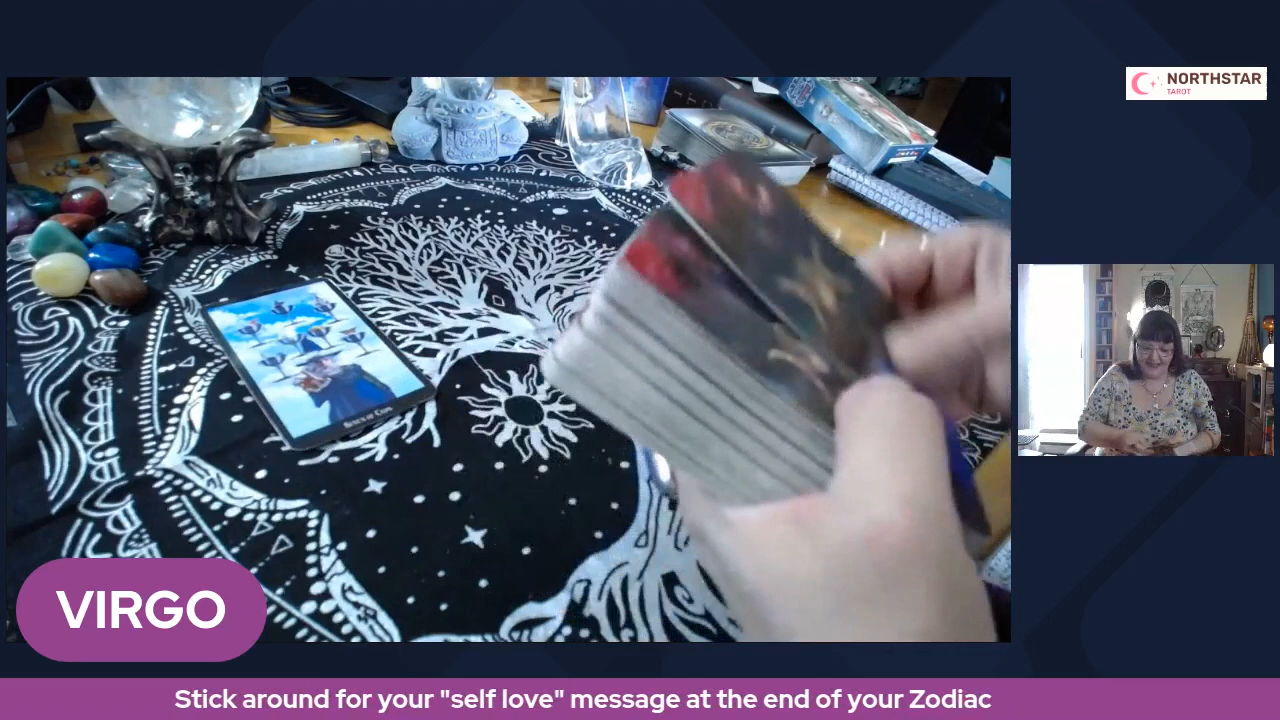 NORTHSTAR
TAROT
VIRGO
Stick around for your "self love" message at the end of your Zodiac